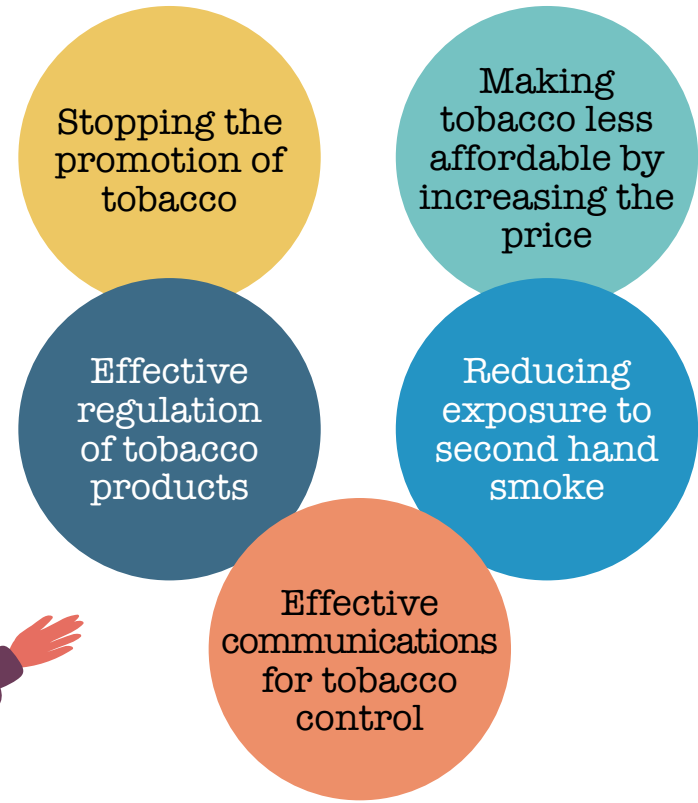 Stopping the
promotion of
tobacco
Making
tobacco less
affordable by
increasing the
price
Effective
regulation
of tobacco
products
Reducing
exposure to
second hand
smoke
Effective
communications
for tobacco
control